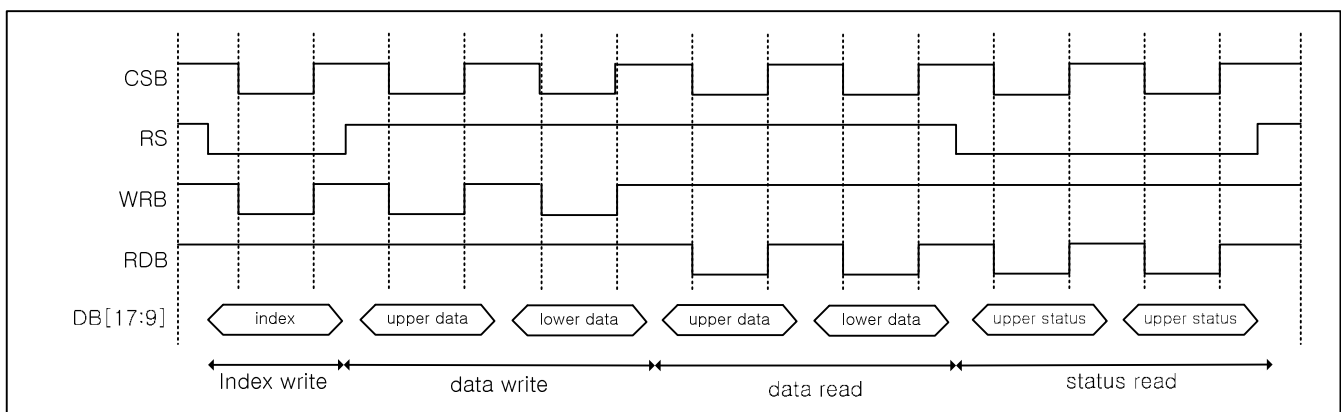 CSB
RS
WRB
RDB
DB[17:9] index upper data lower data upper data lower data upper status upper status
Index write data write data read status read